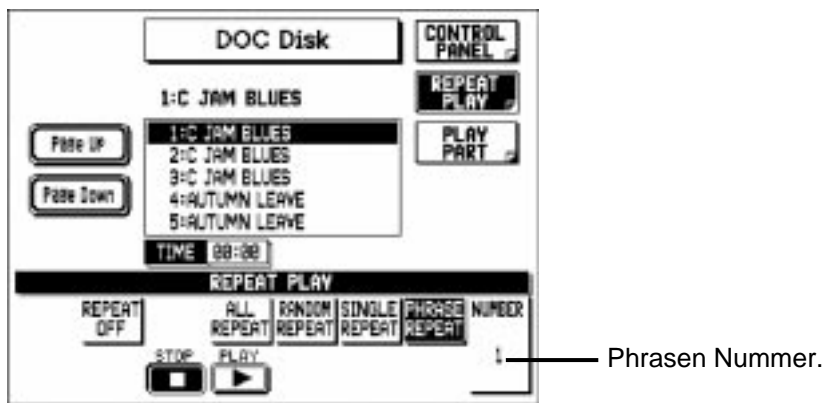 DOC Disk
CONTROL
PANEL
1:C JAM BLUES
REPEAT
PLAY
Page UP
1:C JAM BLUES
2:C JAM BLUES
3:C JAM BLUES
4:AUTUMN LEAVE
5:AUTUMN LEAVE
PLAY
PART
Page Down
TIME 00:00
REPEAT PLAY
REPEAT
OFF
ALL
REPEAT
RANDOM
REPEAT
SINGLE
REPEAT
PHRASE
REPEAT
NUMBER
1
Phrasen Nummer.
STOP
PLAY